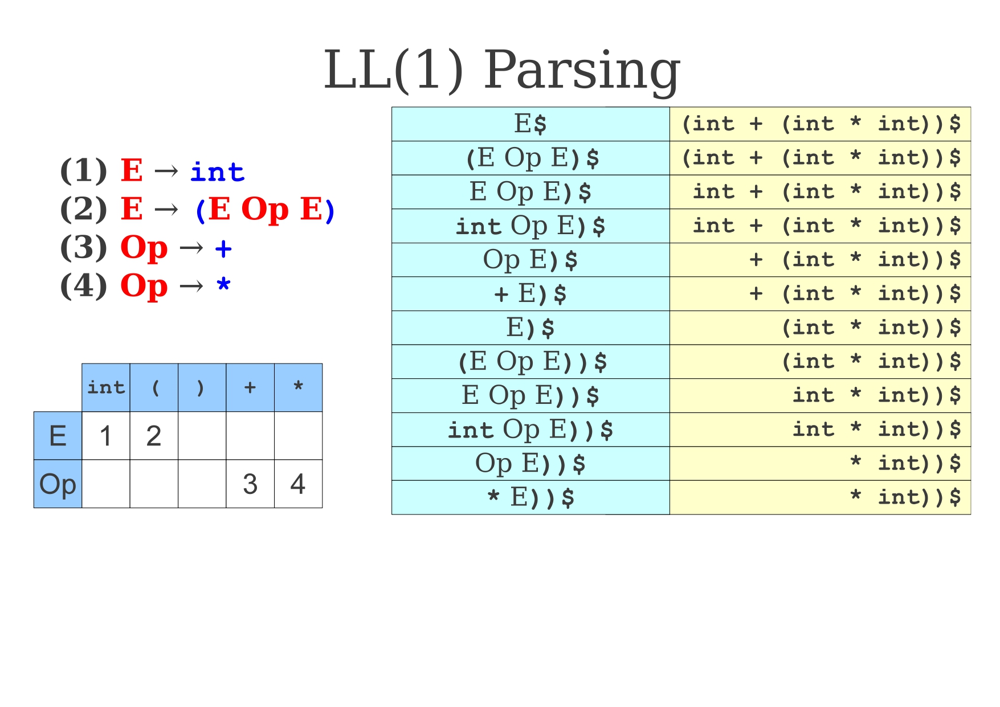 LL(1) Parsing
(1) E → int
(2) E → (E Op E)
(3) Op → +
(4) Op → *
int ( ) + *
E 1 2
Op 3 4
E$ (int + (int * int))$
(E Op E)$ (int + (int * int))$
E Op E)$ int + (int * int))$
int Op E)$ int + (int * int))$
Op E)$ + (int * int))$
+ E)$ + (int * int))$
E)$ (int * int))$
(E Op E))$ (int * int))$
E Op E))$ int * int))$
int Op E))$ int * int))$
Op E))$ * int))$
* E))$ * int))$